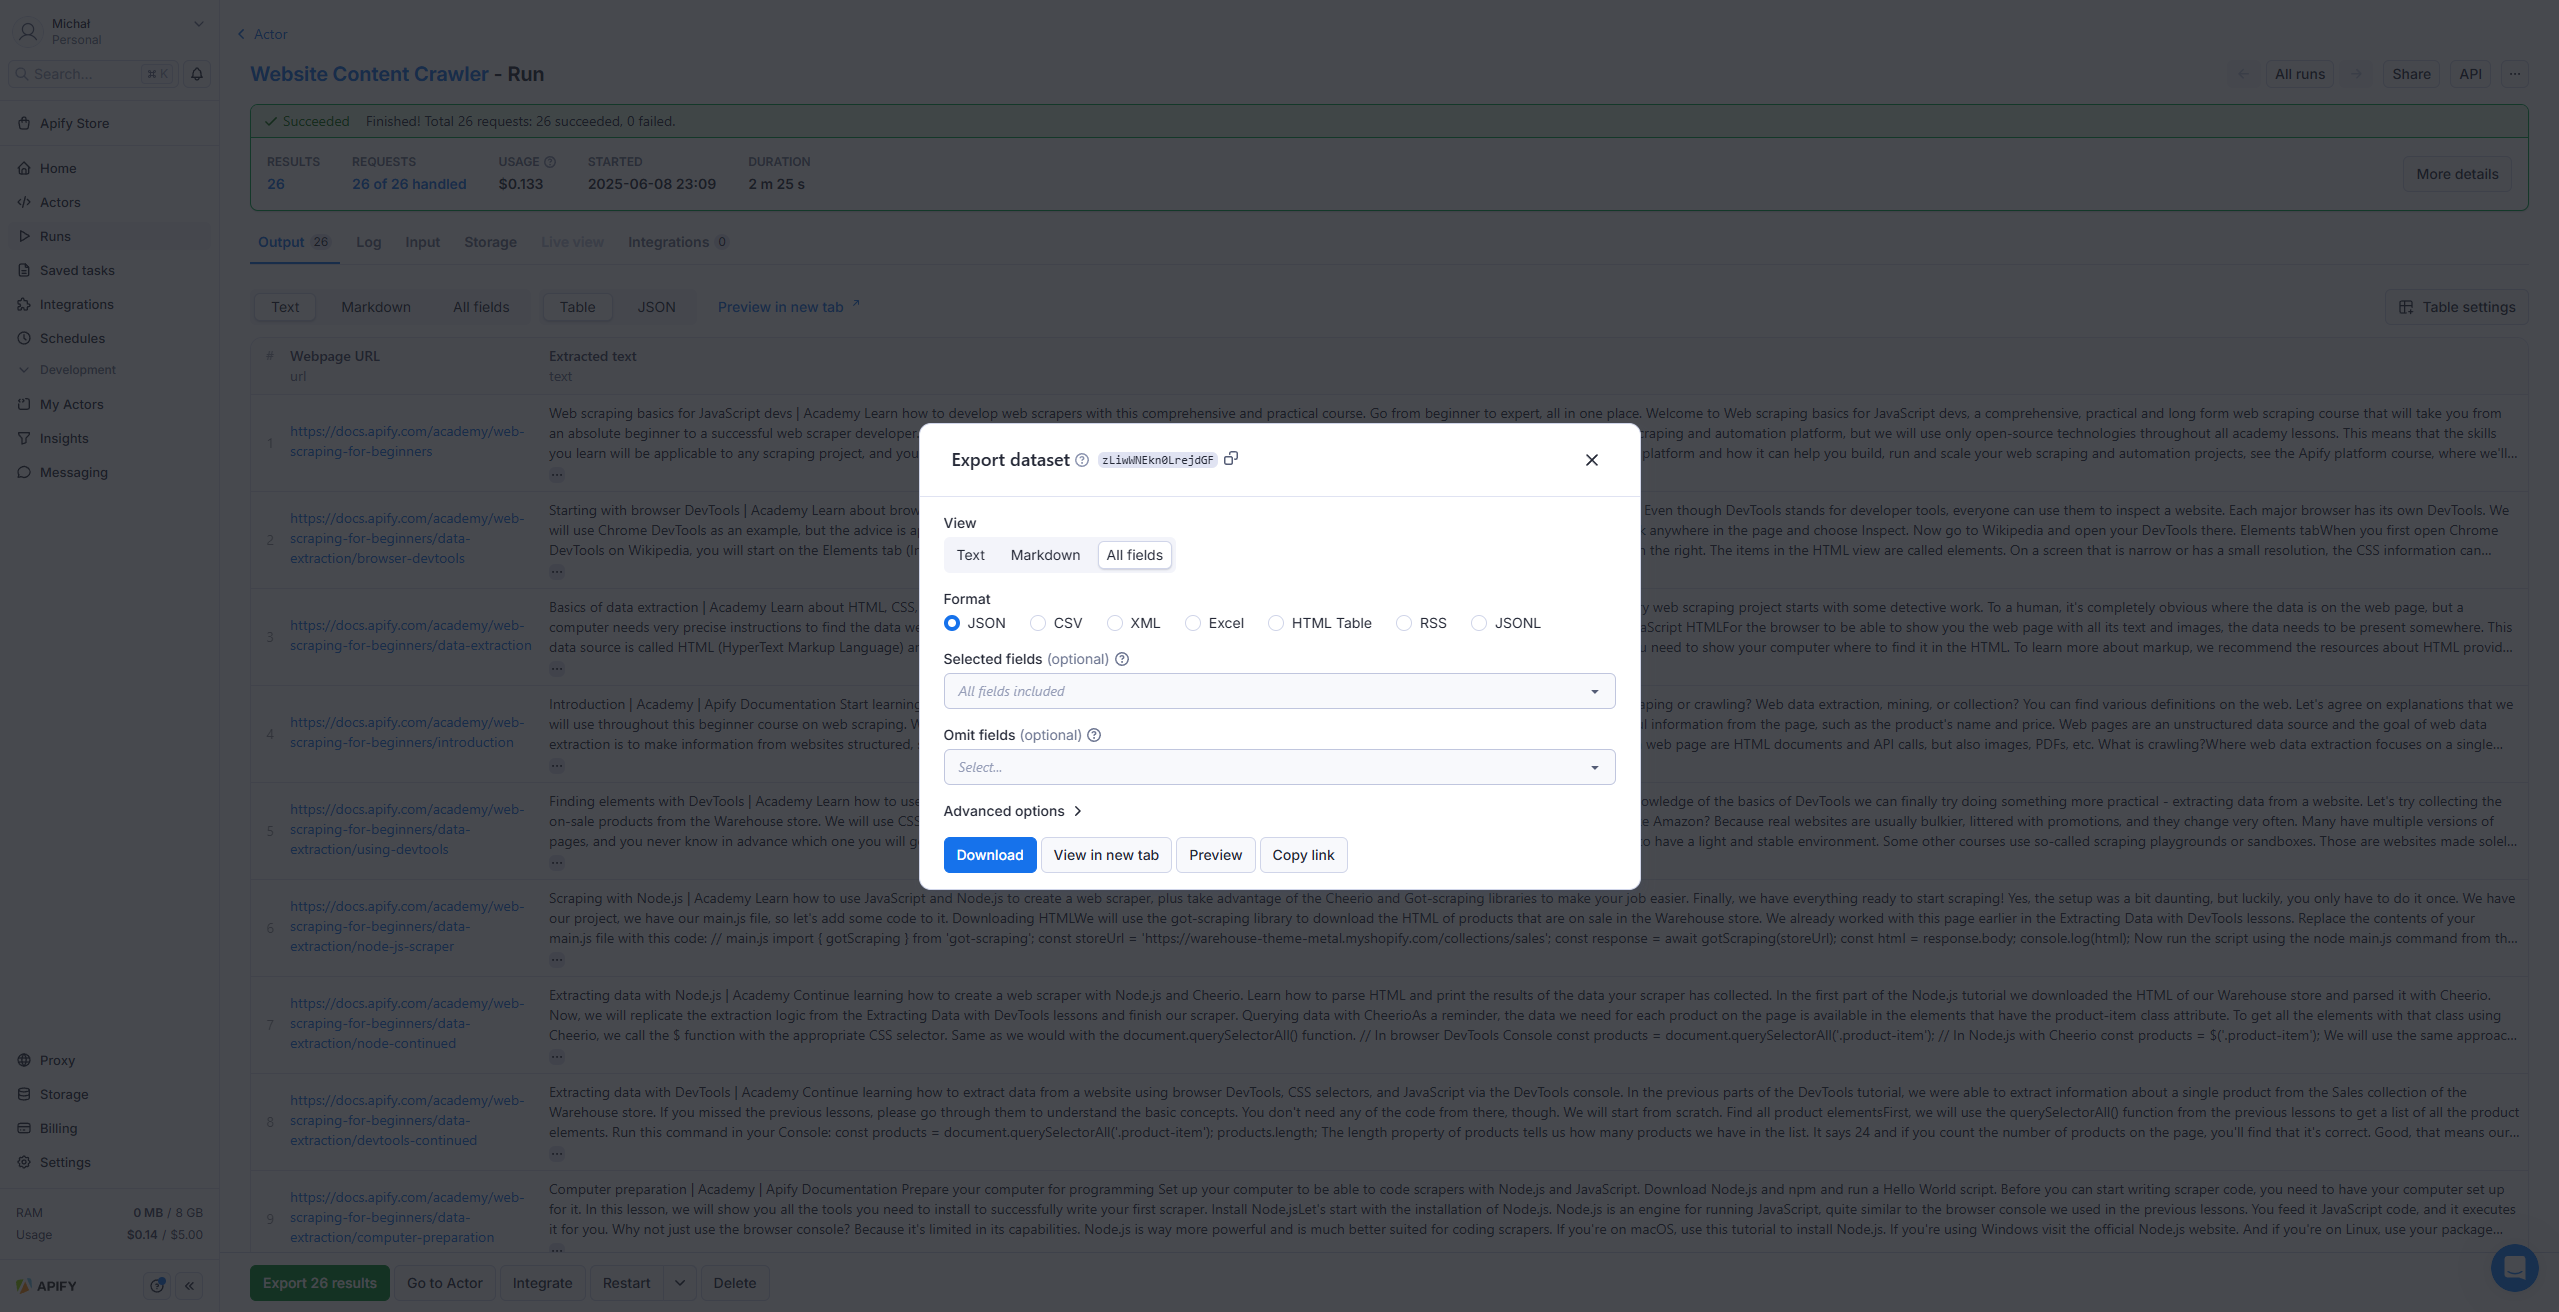 Michał
Personal
Search...
⌘ K
Apify Store
Home
Actors
Runs
Saved tasks
Integrations
Schedules
Development
My Actors
Insights
Messaging
Proxy
Storage
Billing
Settings
RAM 0 MB / 8 GB
Usage $0.14 / $5.00
APIFY
Actor
Website Content Crawler - Run
All runs
Share
API
Succeeded Finished! Total 26 requests: 26 succeeded, 0 failed.
RESULTS REQUESTS USAGE STARTED DURATION
26 26 of 26 handled $0.133 2025-06-08 23:09 2 m 25 s
More details
Output 26 Log Input Storage Live view Integrations 0
Text Markdown All fields Table JSON Preview in new tab
Table settings
# Webpage URL Extracted text
url text
1
https://docs.apify.com/academy/web-
scraping-for-beginners
Web scraping basics for JavaScript devs | Academy Learn how to develop web scrapers with this comprehensive and practical course. Go from beginner to expert, all in one place. Welcome to Web scraping basics for JavaScript devs, a comprehensive, practical and long form web scraping course that will take you from
an absolute beginner to a successful web scraper developer. raping and automation platform, but we will use only open-source technologies throughout all academy lessons. This means that the skills
you learn will be applicable to any scraping project, and you platform and how it can help you build, run and scale your web scraping and automation projects, see the Apify platform course, where we'll...
2
https://docs.apify.com/academy/web-
scraping-for-beginners/data-
extraction/browser-devtools
Starting with browser DevTools | Academy Learn about brow Even though DevTools stands for developer tools, everyone can use them to inspect a website. Each major browser has its own DevTools. We
will use Chrome DevTools as an example, but the advice is a k anywhere in the page and choose Inspect. Now go to Wikipedia and open your DevTools there. Elements tabWhen you first open Chrome
DevTools on Wikipedia, you will start on the Elements tab (In n the right. The items in the HTML view are called elements. On a screen that is narrow or has a small resolution, the CSS information can...
3
https://docs.apify.com/academy/web-
scraping-for-beginners/data-extraction
Basics of data extraction | Academy Learn about HTML, CSS, y web scraping project starts with some detective work. To a human, it's completely obvious where the data is on the web page, but a
computer needs very precise instructions to find the data we aScript HTMLFor the browser to be able to show you the web page with all its text and images, the data needs to be present somewhere. This
data source is called HTML (HyperText Markup Language) a u need to show your computer where to find it in the HTML. To learn more about markup, we recommend the resources about HTML provid...
4
https://docs.apify.com/academy/web-
scraping-for-beginners/introduction
Introduction | Academy | Apify Documentation Start learning aping or crawling? Web data extraction, mining, or collection? You can find various definitions on the web. Let's agree on explanations that we
will use throughout this beginner course on web scraping. W l information from the page, such as the product's name and price. Web pages are an unstructured data source and the goal of web data
extraction is to make information from websites structured, web page are HTML documents and API calls, but also images, PDFs, etc. What is crawling?Where web data extraction focuses on a single...
5
https://docs.apify.com/academy/web-
scraping-for-beginners/data-
extraction/using-devtools
Finding elements with DevTools | Academy Learn how to use owledge of the basics of DevTools we can finally try doing something more practical - extracting data from a website. Let's try collecting the
on-sale products from the Warehouse store. We will use CSS e Amazon? Because real websites are usually bulkier, littered with promotions, and they change very often. Many have multiple versions of
pages, and you never know in advance which one you will g o have a light and stable environment. Some other courses use so-called scraping playgrounds or sandboxes. Those are websites made solel...
6
https://docs.apify.com/academy/web-
scraping-for-beginners/data-
extraction/node-js-scraper
Scraping with Node.js | Academy Learn how to use JavaScript and Node.js to create a web scraper, plus take advantage of the Cheerio and Got-scraping libraries to make your job easier. Finally, we have everything ready to start scraping! Yes, the setup was a bit daunting, but luckily, you only have to do it once. We have
our project, we have our main.js file, so let's add some code to it. Downloading HTMLWe will use the got-scraping library to download the HTML of products that are on sale in the Warehouse store. We already worked with this page earlier in the Extracting Data with DevTools lessons. Replace the contents of your
main.js file with this code: // main.js import { gotScraping } from 'got-scraping'; const storeUrl = 'https://warehouse-theme-metal.myshopify.com/collections/sales'; const response = await gotScraping(storeUrl); const html = response.body; console.log(html); Now run the script using the node main.js command from th...
7
https://docs.apify.com/academy/web-
scraping-for-beginners/data-
extraction/node-continued
Extracting data with Node.js | Academy Continue learning how to create a web scraper with Node.js and Cheerio. Learn how to parse HTML and print the results of the data your scraper has collected. In the first part of the Node.js tutorial we downloaded the HTML of our Warehouse store and parsed it with Cheerio.
Now, we will replicate the extraction logic from the Extracting Data with DevTools lessons and finish our scraper. Querying data with CheerioAs a reminder, the data we need for each product on the page is available in the elements that have the product-item class attribute. To get all the elements with that class using
Cheerio, we call the $ function with the appropriate CSS selector. Same as we would with the document.querySelectorAll() function. // In browser DevTools Console const products = document.querySelectorAll('.product-item'); // In Node.js with Cheerio const products = $('.product-item'); We will use the same approac...
8
https://docs.apify.com/academy/web-
scraping-for-beginners/data-
extraction/devtools-continued
Extracting data with DevTools | Academy Continue learning how to extract data from a website using browser DevTools, CSS selectors, and JavaScript via the DevTools console. In the previous parts of the DevTools tutorial, we were able to extract information about a single product from the Sales collection of the
Warehouse store. If you missed the previous lessons, please go through them to understand the basic concepts. You don't need any of the code from there, though. We will start from scratch. Find all product elementsFirst, we will use the querySelectorAll() function from the previous lessons to get a list of all the product
elements. Run this command in your Console: const products = document.querySelectorAll('.product-item'); products.length; The length property of products tells us how many products we have in the list. It says 24 and if you count the number of products on the page, you'll find that it's correct. Good, that means our...
9
https://docs.apify.com/academy/web-
scraping-for-beginners/data-
extraction/computer-preparation
Computer preparation | Academy | Apify Documentation Prepare your computer for programming Set up your computer to be able to code scrapers with Node.js and JavaScript. Download Node.js and npm and run a Hello World script. Before you can start writing scraper code, you need to have your computer set up
for it. In this lesson, we will show you all the tools you need to install to successfully write your first scraper. Install Node.jsLet's start with the installation of Node.js. Node.js is an engine for running JavaScript, quite similar to the browser console we used in the previous lessons. You feed it JavaScript code, and it executes
it for you. Why not just use the browser console? Because it's limited in its capabilities. Node.js is way more powerful and is much better suited for coding scrapers. If you're on macOS, use this tutorial to install Node.js. If you're using Windows visit the official Node.js website. And if you're on Linux, use your package...
Export 26 results Go to Actor Integrate Restart Delete
Export dataset zLiwWNEkn0LrejdGF
View
Text Markdown All fields
Format
JSON CSV XML Excel HTML Table RSS JSONL
Selected fields (optional)
All fields included
Omit fields (optional)
Select...
Advanced options
Download View in new tab Preview Copy link